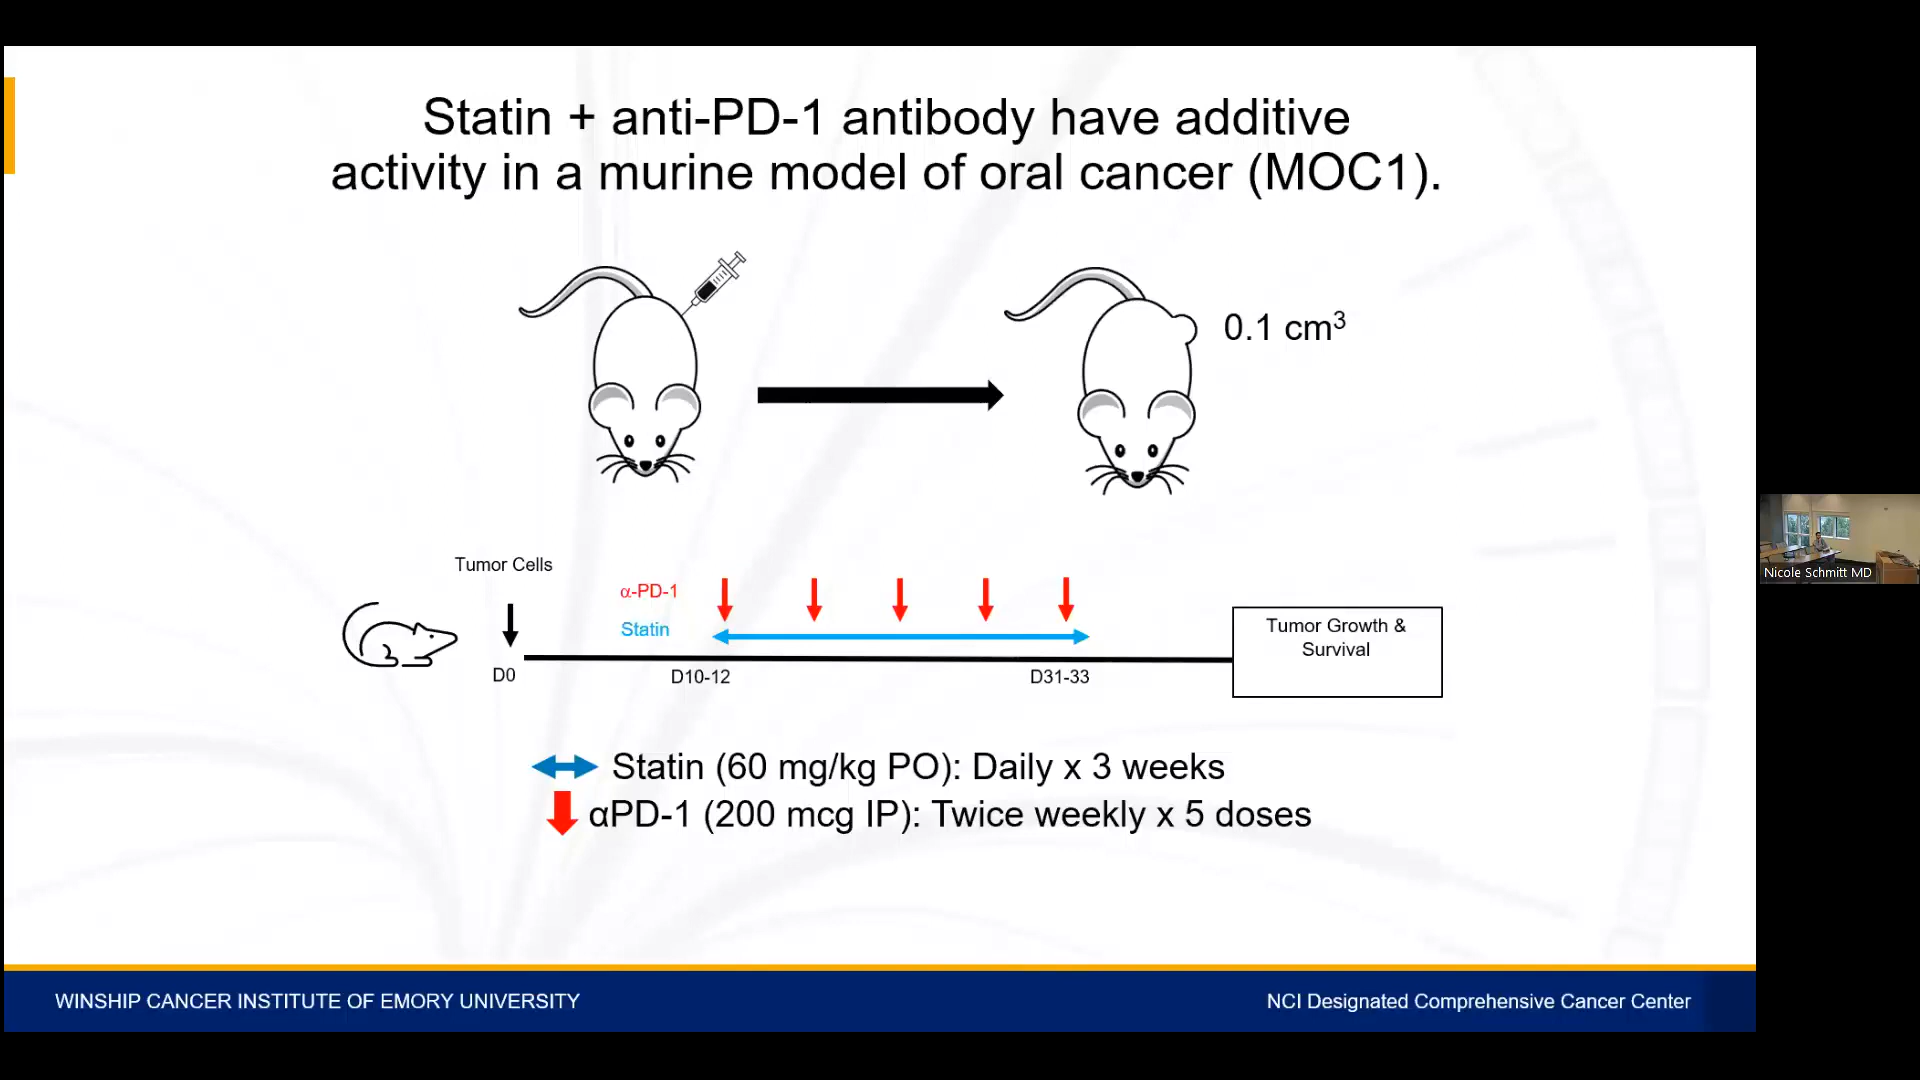 Statin + anti-PD-1 antibody have additive
activity in a murine model of oral cancer (MOC1).
0.1 cm³
Tumor Cells
α-PD-1
Statin
D0
D10-12
D31-33
Tumor Growth &
Survival
Statin (60 mg/kg PO): Daily x 3 weeks
αPD-1 (200 mcg IP): Twice weekly x 5 doses
Nicole Schmitt MD
WINSHIP CANCER INSTITUTE OF EMORY UNIVERSITY
NCI Designated Comprehensive Cancer Center